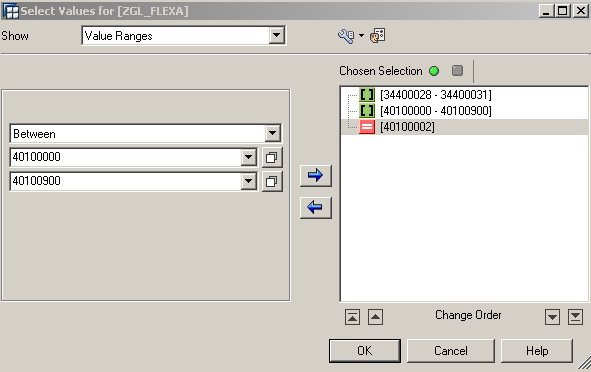 Select Values for [ZGL_FLEXA]
Show
Value Ranges
Chosen Selection
[34400028 - 34400031]
[40100000 - 40100900]
[40100002]
Between
40100000
40100900
Change Order
OK
Cancel
Help